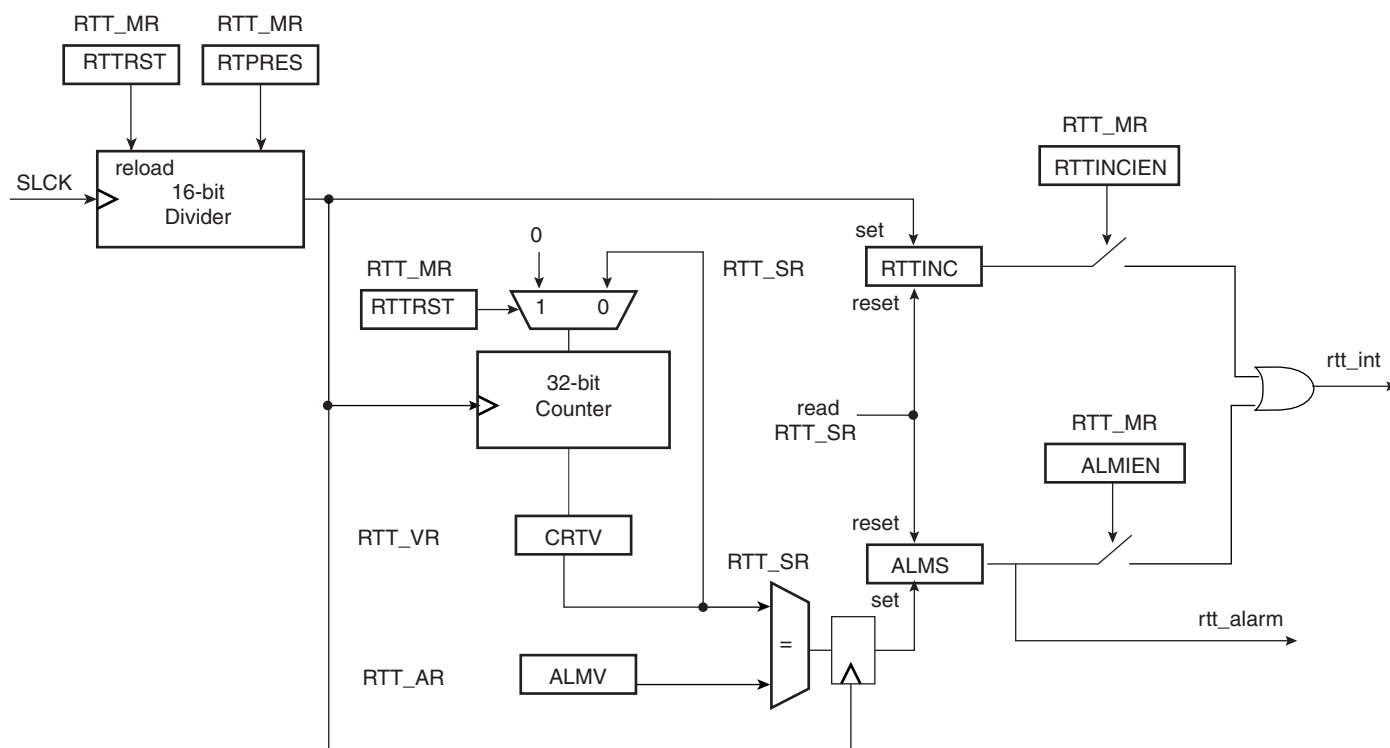 RTT_MR
RTT_MR
RTTRST
RTPRES
reload
16-bit
Divider
SLCK
RTT_MR
RTTINCIEN
0
set
RTT_MR
RTT_SR
RTTINC
RTTRST
1
0
reset
32-bit
Counter
rtt_int
read
RTT_SR
RTT_MR
ALMIEN
reset
RTT_VR
CRTV
RTT_SR
ALMS
set
rtt_alarm
=
RTT_AR
ALMV